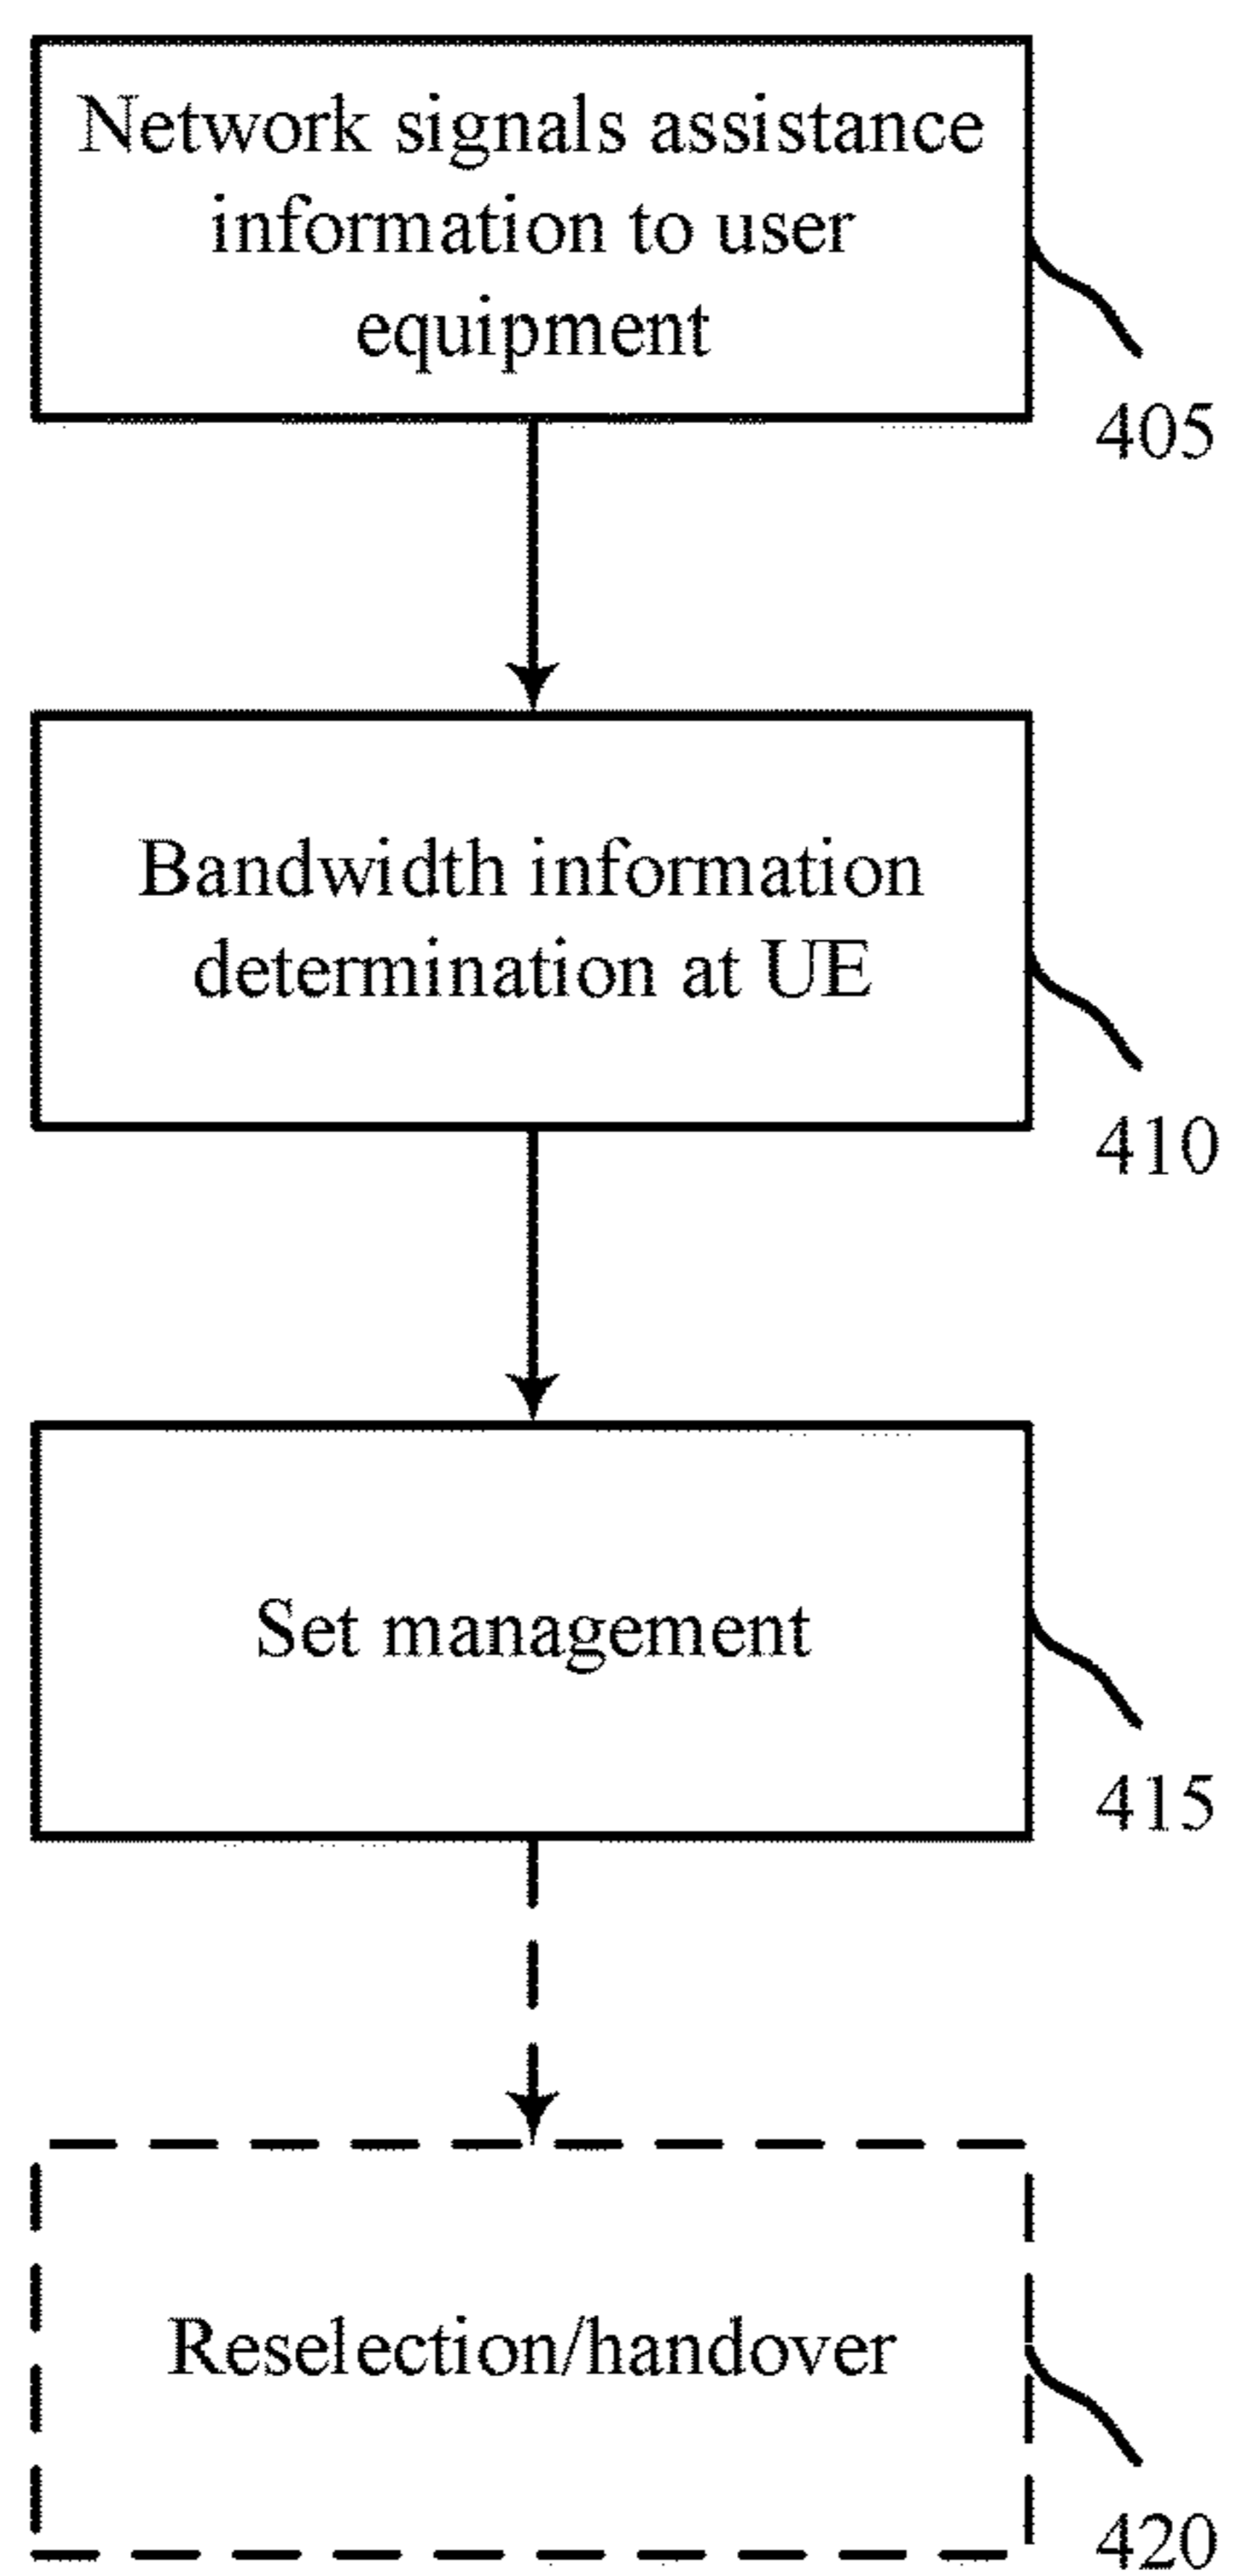 Network signals assistance
information to user
equipment
405
Bandwidth information
determination at UE
410
Set management
415
Reselection/handover
420